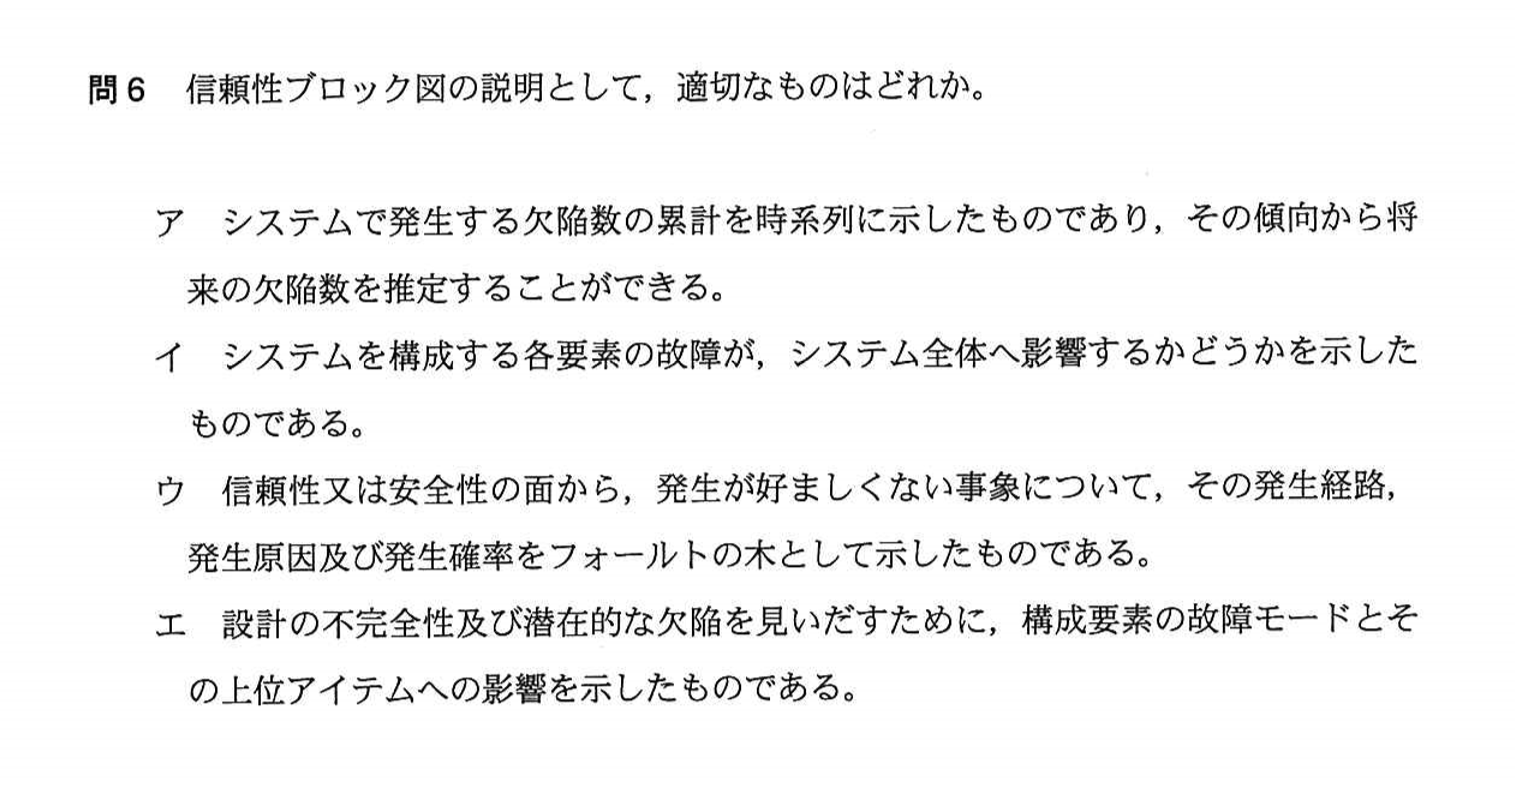 問6 信頼性ブロック図の説明として，適切なものはどれか。
ア システムで発生する欠陥数の累計を時系列に示したものであり，その傾向から将
来の欠陥数を推定することができる。
イ システムを構成する各要素の故障が，システム全体へ影響するかどうかを示した
ものである。
ウ 信頼性又は安全性の面から，発生が好ましくない事象について，その発生経路，
発生原因及び発生確率をフォールトの木として示したものである。
エ 設計の不完全性及び潜在的な欠陥を見いだすために，構成要素の故障モードとそ
の上位アイテムへの影響を示したものである。